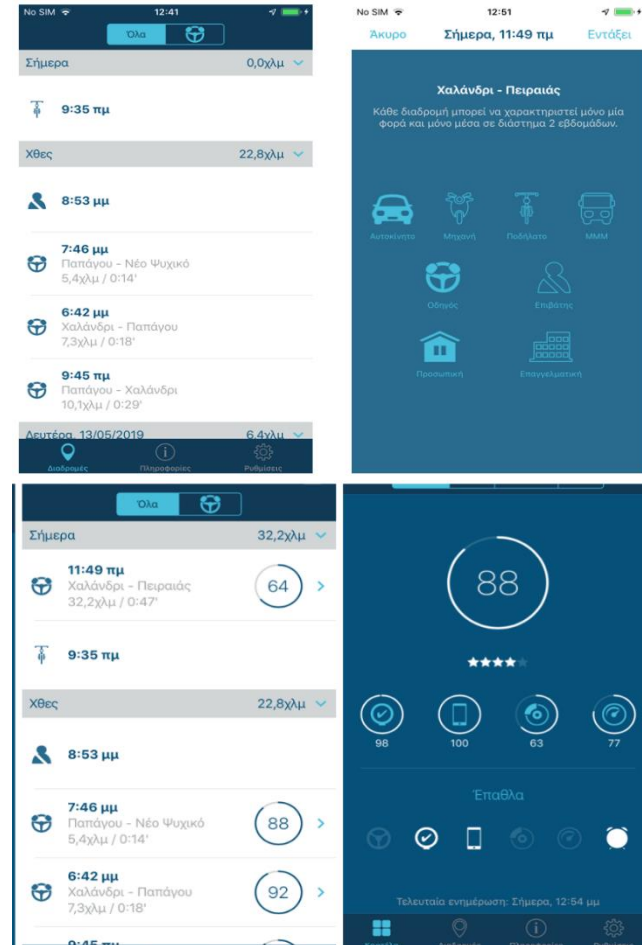 No SIM 12:41
Όλα
Σήμερα 0,0χλμ
9:35 πμ
Χθες 22,8χλμ
8:53 μμ
7:46 μμ
Παπάγου - Νέο Ψυχικό
5,4χλμ / 0:14'
6:42 μμ
Χαλάνδρι - Παπάγου
7,3χλμ / 0:18'
9:45 πμ
Παπάγου - Χαλάνδρι
10,1χλμ / 0:29'
Δευτέρα, 13/05/2019 6,4χλμ
Διαδρομές Πληροφορίες Ρυθμίσεις
No SIM 12:51
Άκυρο Σήμερα, 11:49 πμ Εντάξει
Χαλάνδρι - Πειραιάς
Κάθε διαδρομή μπορεί να χαρακτηριστεί μόνο μία
φορά και μόνο μέσα σε διάστημα 2 εβδομάδων.
Αυτοκίνητο Μηχανή Ποδήλατο ΜΜΜ
Οδηγός Επιβάτης
Προσωπική Επαγγελματική
Όλα
Σήμερα 32,2χλμ
11:49 πμ
Χαλάνδρι - Πειραιάς
32,2χλμ / 0:47'
64
9:35 πμ
Χθες 22,8χλμ
8:53 μμ
7:46 μμ
Παπάγου - Νέο Ψυχικό
5,4χλμ / 0:14'
88
6:42 μμ
Χαλάνδρι - Παπάγου
7,3χλμ / 0:18'
92
9:45 πμ
88
98 100 63 77
Έπαθλα
Τελευταία ενημέρωση: Σήμερα, 12:54 μμ